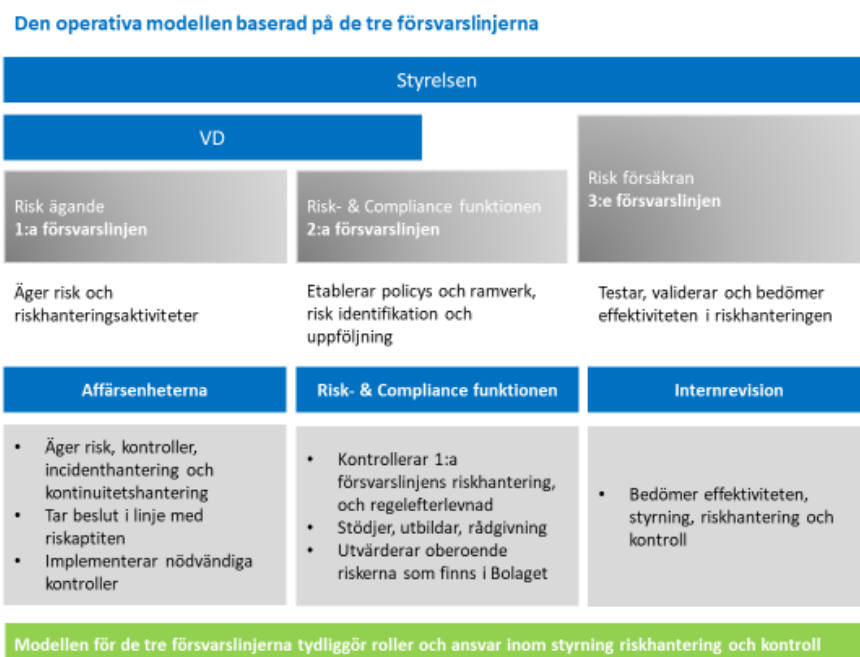 Den operativa modellen baserad på de tre försvarslinjerna
Styrelsen
VD
Risk ägande
1:a försvarslinjen
Risk- & Compliance funktionen
2:a försvarslinjen
Risk försäkran
3:e försvarslinjen
Äger risk och
riskhanteringsaktiviteter
Etablerar policys och ramverk,
risk identifikation och
uppföljning
Testar, validerar och bedömer
effektiviteten i riskhanteringen
Affärsenheterna
Risk- & Compliance funktionen
Internrevision
• Äger risk, kontroller,
incidenthantering och
kontinuitetshantering
• Tar beslut i linje med
riskaptiten
• Implementerar nödvändiga
kontroller
• Kontrollerar 1:a
försvarslinjens riskhantering,
och regelefterlevnad
• Stödjer, utbildar, rådgivning
• Utvärderar oberoende
riskerna som finns i Bolaget
• Bedömer effektiviteten,
styrning, riskhantering och
kontroll
Modellen för de tre försvarslinjerna tydliggör roller och ansvar inom styrning riskhantering och kontroll